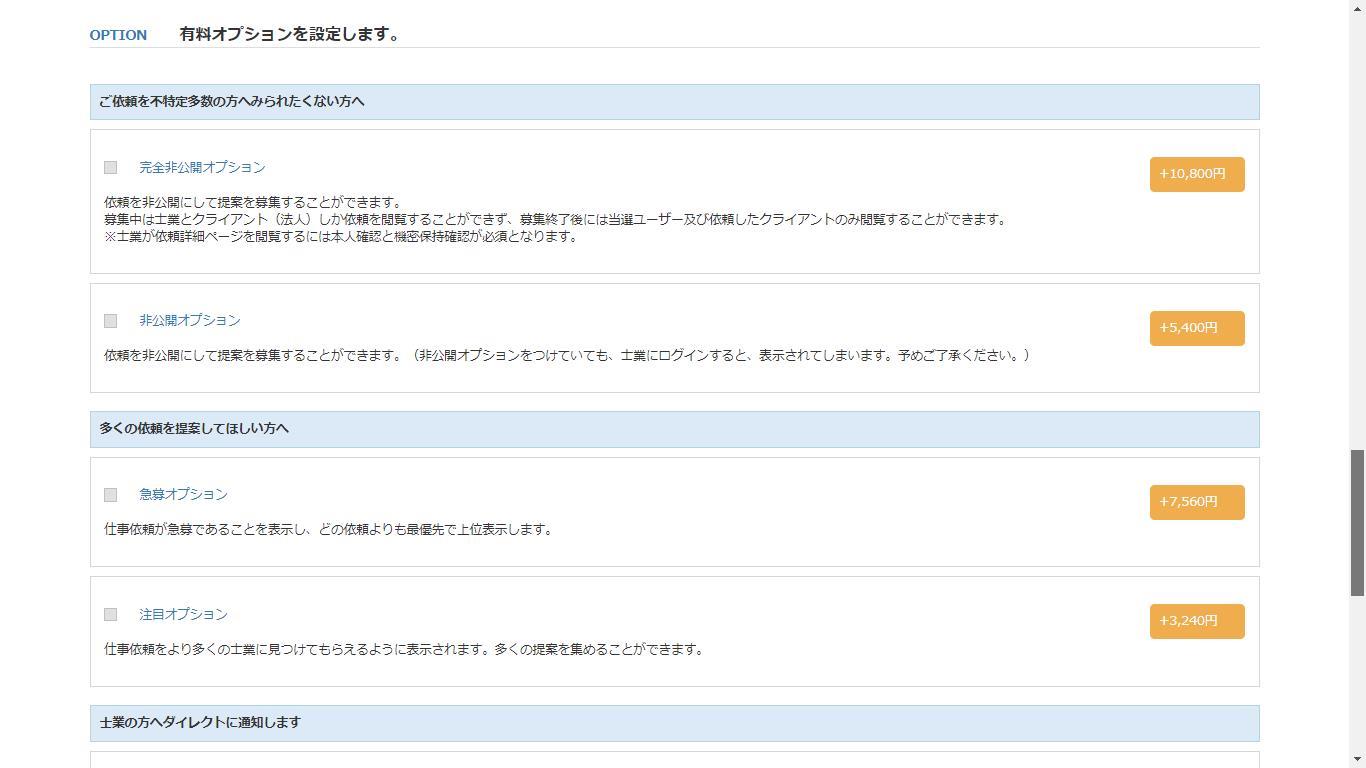 OPTION 有料オプションを設定します。
ご依頼を不特定多数の方へみられたくない方へ
完全非公開オプション +10,800円
依頼を非公開にして提案を募集することができます。
募集中は士業とクライアント（法人）しか依頼を閲覧することができず、募集終了後には当選ユーザー及び依頼したクライアントのみ閲覧することができます。
※士業が依頼詳細ページを閲覧するには本人確認と機密保持確認が必須となります。
非公開オプション +5,400円
依頼を非公開にして提案を募集することができます。（非公開オプションをつけていても、士業にログインすると、表示されてしまいます。予めご了承ください。）
多くの依頼を提案してほしい方へ
急募オプション +7,560円
仕事依頼が急募であることを表示し、どの依頼よりも最優先で上位表示します。
注目オプション +3,240円
仕事依頼をより多くの士業に見つけてもらえるように表示されます。多くの提案を集めることができます。
士業の方へダイレクトに通知します